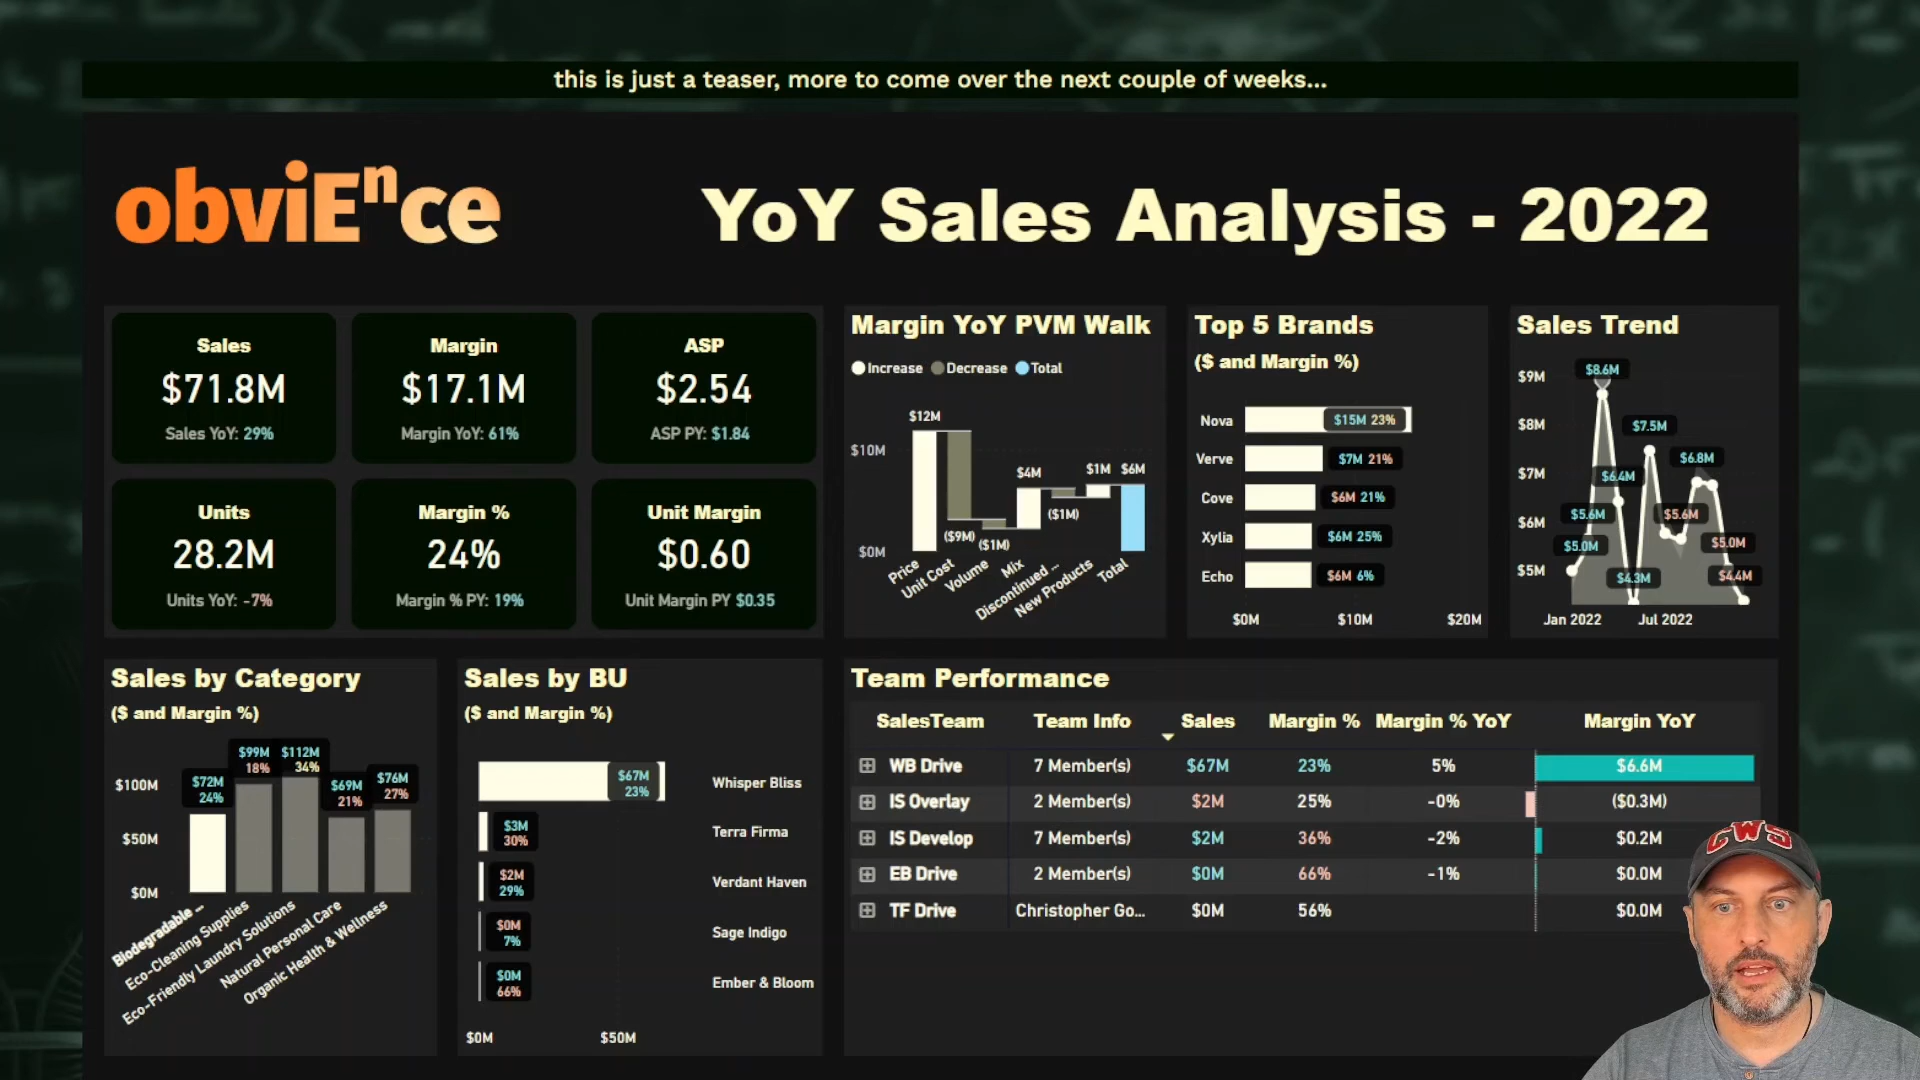 this is just a teaser, more to come over the next couple of weeks...
obviEnce
YoY Sales Analysis - 2022
Sales
$71.8M
Sales YoY: 29%
Margin
$17.1M
Margin YoY: 61%
ASP
$2.54
ASP PY: $1.84
Units
28.2M
Units YoY: -7%
Margin %
24%
Margin % PY: 19%
Unit Margin
$0.60
Unit Margin PY $0.35
Margin YoY PVM Walk
Increase Decrease Total
$12M
$10M
$4M
$1M $6M
($1M)
($9M)
($1M)
$0M
Price
Unit Cost
Volume
Mix
Discontinued ...
New Products
Total
Top 5 Brands
($ and Margin %)
Nova $15M 23%
Verve $7M 21%
Cove $6M 21%
Xylia $6M 25%
Echo $6M 6%
$0M $10M $20M
Sales Trend
$9M
$8M
$7M
$6M
$5M
$8.6M
$7.5M
$6.8M
$6.4M
$5.6M
$5.6M
$5.0M
$5.0M
$4.3M
$4.4M
Jan 2022 Jul 2022
Sales by Category
($ and Margin %)
$100M
$50M
$0M
$72M
24%
$99M
18%
$112M
34%
$69M
21%
$76M
27%
Biodegradable ...
Eco-Cleaning Supplies
Eco-Friendly Laundry Solutions
Natural Personal Care
Organic Health & Wellness
Sales by BU
($ and Margin %)
$67M
23%
Whisper Bliss
$3M
30%
Terra Firma
$2M
29%
Verdant Haven
$0M
7%
Sage Indigo
$0M
66%
Ember & Bloom
$0M $50M
Team Performance
SalesTeam Team Info Sales Margin % Margin % YoY Margin YoY
WB Drive 7 Member(s) $67M 23% 5% $6.6M
IS Overlay 2 Member(s) $2M 25% -0% ($0.3M)
IS Develop 7 Member(s) $2M 36% -2% $0.2M
EB Drive 2 Member(s) $0M 66% -1% $0.0M
TF Drive Christopher Go... $0M 56% $0.0M
CWS